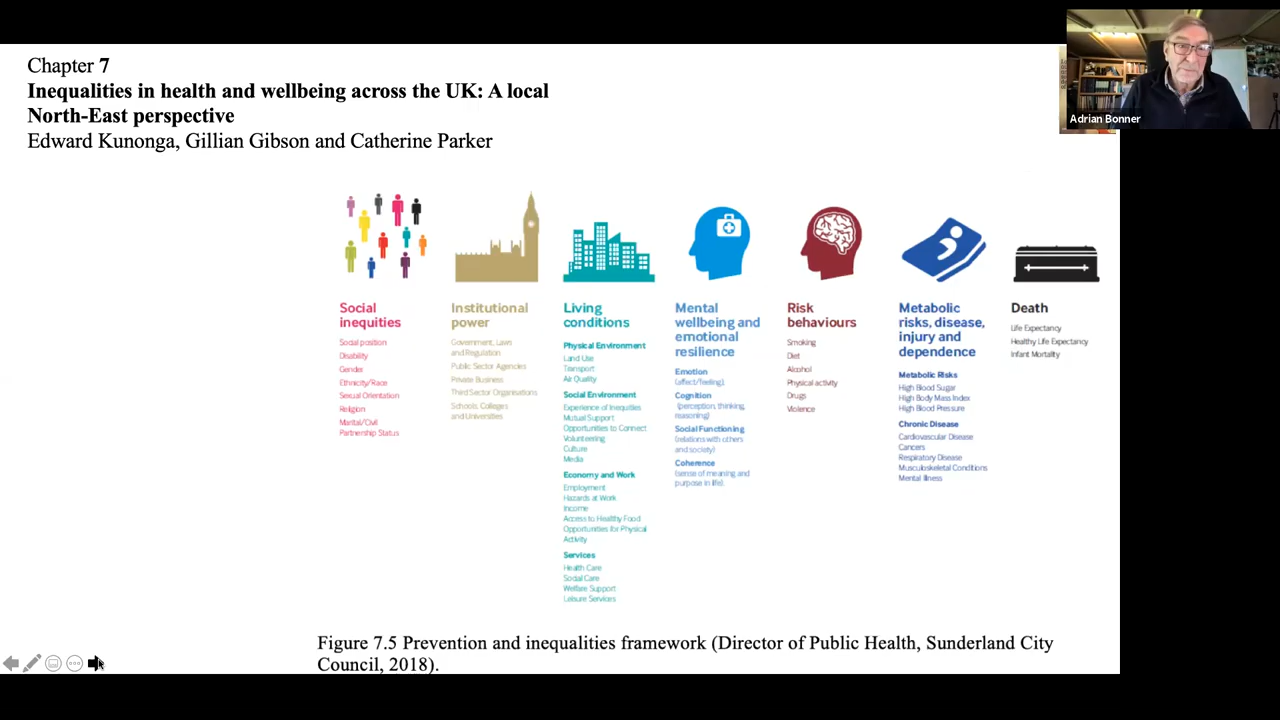 Chapter 7
Inequalities in health and wellbeing across the UK: A local
North-East perspective
Edward Kunonga, Gillian Gibson and Catherine Parker
Adrian Bonner
Social
inequities
Social position
Disability
Gender
Ethnicity/Race
Sexual Orientation
Religion
Marital/Civil
Partnership Status
Institutional
power
Government, Laws
and Regulation
Public Sector Agencies
Private Business
Third Sector Organisations
Schools, Colleges
and Universities
Living
conditions
Physical Environment
Land Use
Transport
Air Quality
Social Environment
Experience of Inequities
Mutual Support
Opportunities to Connect
Volunteering
Culture
Media
Economy and Work
Employment
Hazards at Work
Income
Access to Healthy Food
Opportunities for Physical
Activity
Services
Health Care
Social Care
Welfare Support
Leisure Services
Mental
wellbeing and
emotional
resilience
Emotion
(affect/feeling).
Cognition
(perception, thinking,
reasoning)
Social Functioning
(relations with others
and society)
Coherence
(sense of meaning and
purpose in life).
Risk
behaviours
Smoking
Diet
Alcohol
Physical activity
Drugs
Violence
Metabolic
risks, disease,
injury and
dependence
Metabolic Risks
High Blood Sugar
High Body Mass Index
High Blood Pressure
Chronic Disease
Cardiovascular Disease
Cancers
Respiratory Disease
Musculoskeletal Conditions
Mental Illness
Death
Life Expectancy
Healthy Life Expectancy
Infant Mortality
Figure 7.5 Prevention and inequalities framework (Director of Public Health, Sunderland City
Council, 2018).